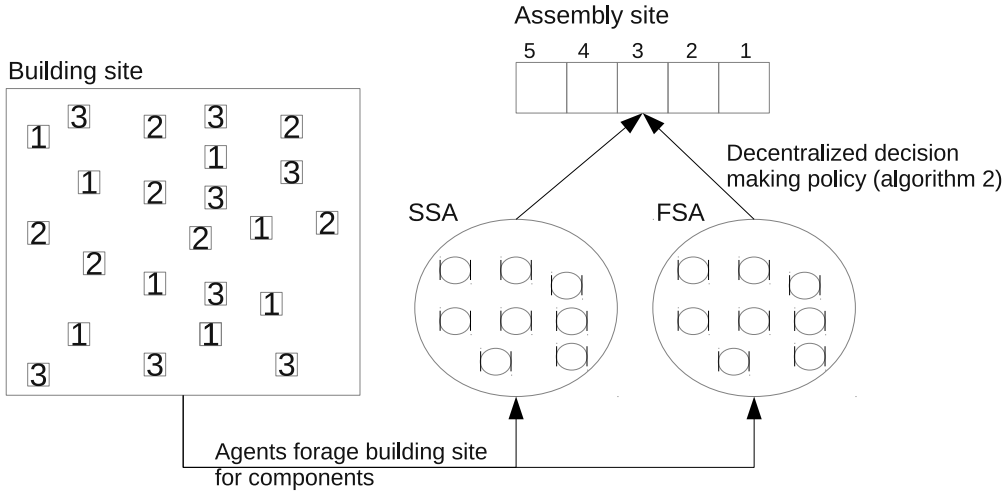 Assembly site
5 4 3 2 1
Building site
3 3
1 2 2
1
3
1 2 3
2 1 2
2
2
1 3
1
1 1
3 3 3
Decentralized decision
making policy (algorithm 2)
SSA FSA
Agents forage building site
for components